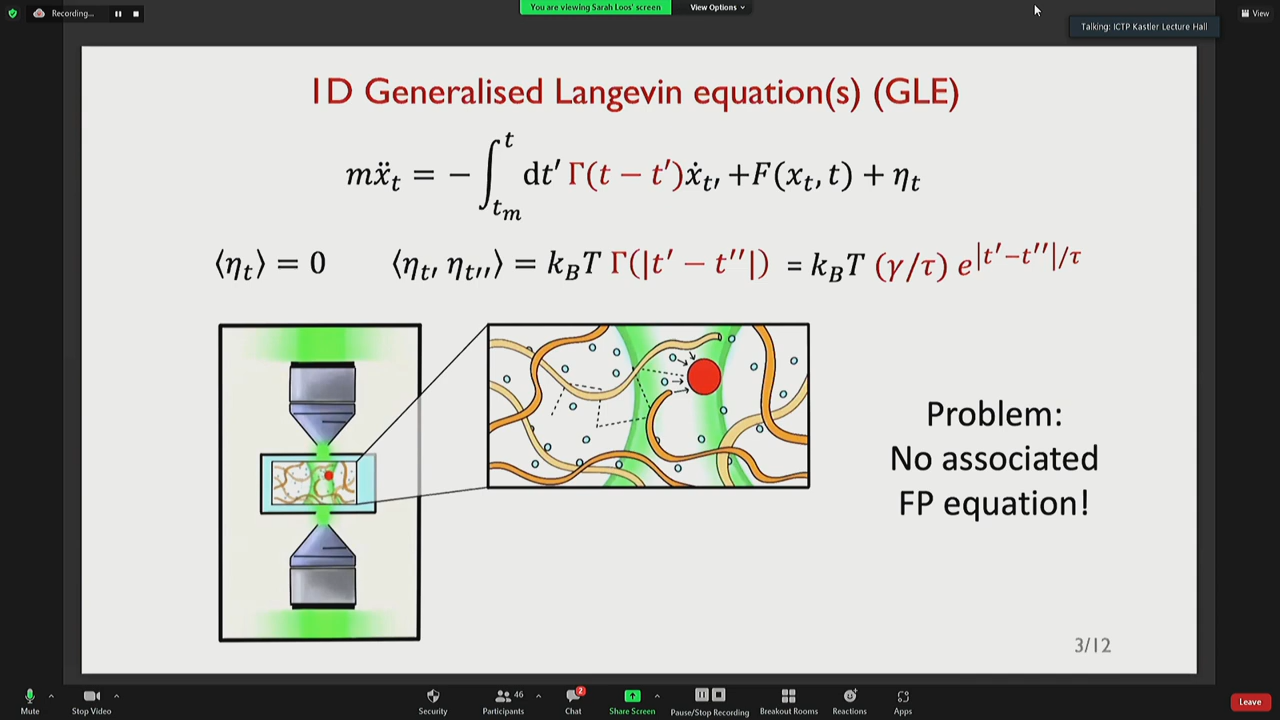 Recording...
You are viewing Sarah Loos' screen
View Options
View
Talking: ICTP Kastler Lecture Hall
1D Generalised Langevin equation(s) (GLE)
mẍ_t = − ∫_{t_m}^{t} dt′ Γ(t − t′)ẋ_{t′} +F(x_t, t) + η_t
⟨η_t⟩ = 0 ⟨η_{t′} η_{t′′}⟩ = k_BT Γ(|t′ − t′′|) = k_BT (γ/τ) e^{|t′−t′′|/τ}
Problem:
No associated
FP equation!
3/12
Mute
Stop Video
Security
Participants
46
Chat
2
Share Screen
Pause/Stop Recording
Breakout Rooms
Reactions
Apps
Leave